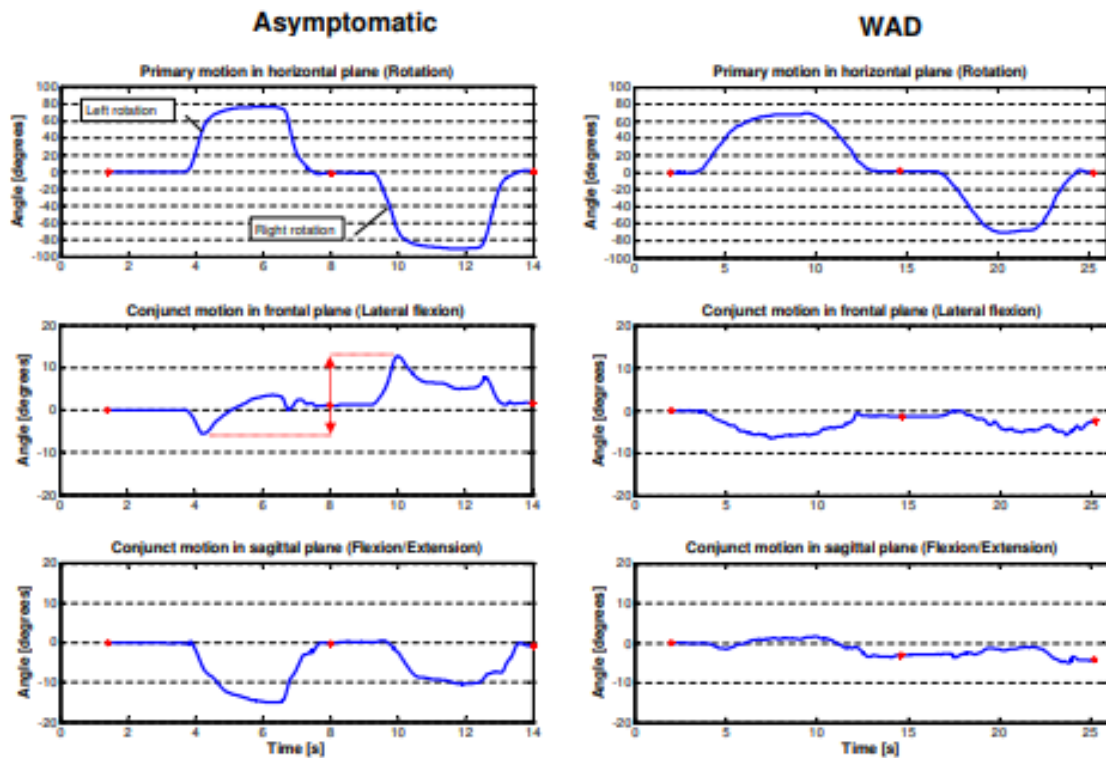 Asymptomatic
WAD
Primary motion in horizontal plane (Rotation)
Angle [degrees]
100
80
60
40
20
0
-20
-40
-60
-80
-100
Left rotation
Right rotation
0 2 4 6 8 10 12 14
Primary motion in horizontal plane (Rotation)
Angle [degrees]
100
80
60
40
20
0
-20
-40
-60
-80
-100
0 5 10 15 20 25
Conjunct motion in frontal plane (Lateral flexion)
Angle [degrees]
20
10
0
-10
-20
0 2 4 6 8 10 12 14
Conjunct motion in frontal plane (Lateral flexion)
Angle [degrees]
20
10
0
-10
-20
0 5 10 15 20 25
Conjunct motion in sagittal plane (Flexion/Extension)
Angle [degrees]
20
10
0
-10
-20
0 2 4 6 8 10 12 14
Time [s]
Conjunct motion in sagittal plane (Flexion/Extension)
Angle [degrees]
20
10
0
-10
-20
0 5 10 15 20 25
Time [s]